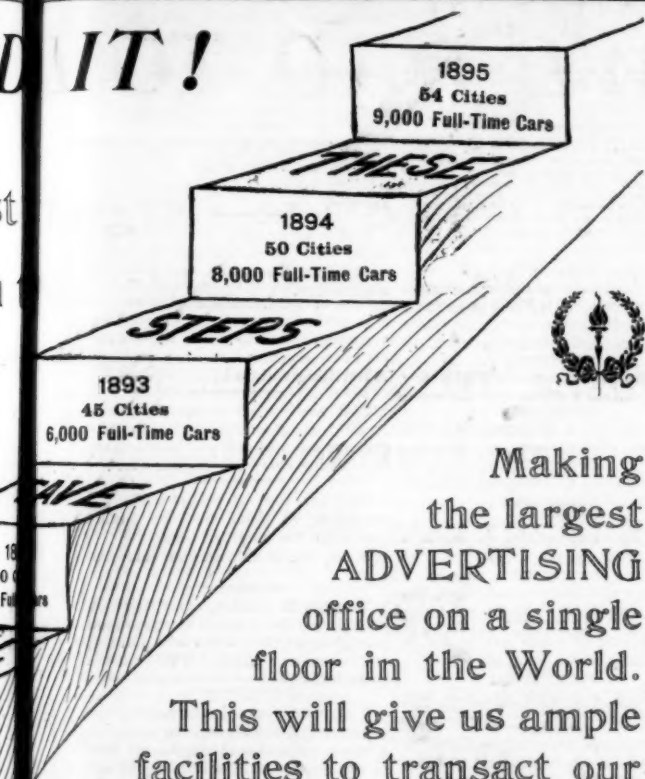 D IT!
1895
54 Cities
9,000 Full-Time Cars
THESE
1894
50 Cities
8,000 Full-Time Cars
STEPS
1893
45 Cities
6,000 Full-Time Cars
AVE
18
Making
the largest
ADVERTISING
office on a single
floor in the World.
This will give us ample
facilities to transact our